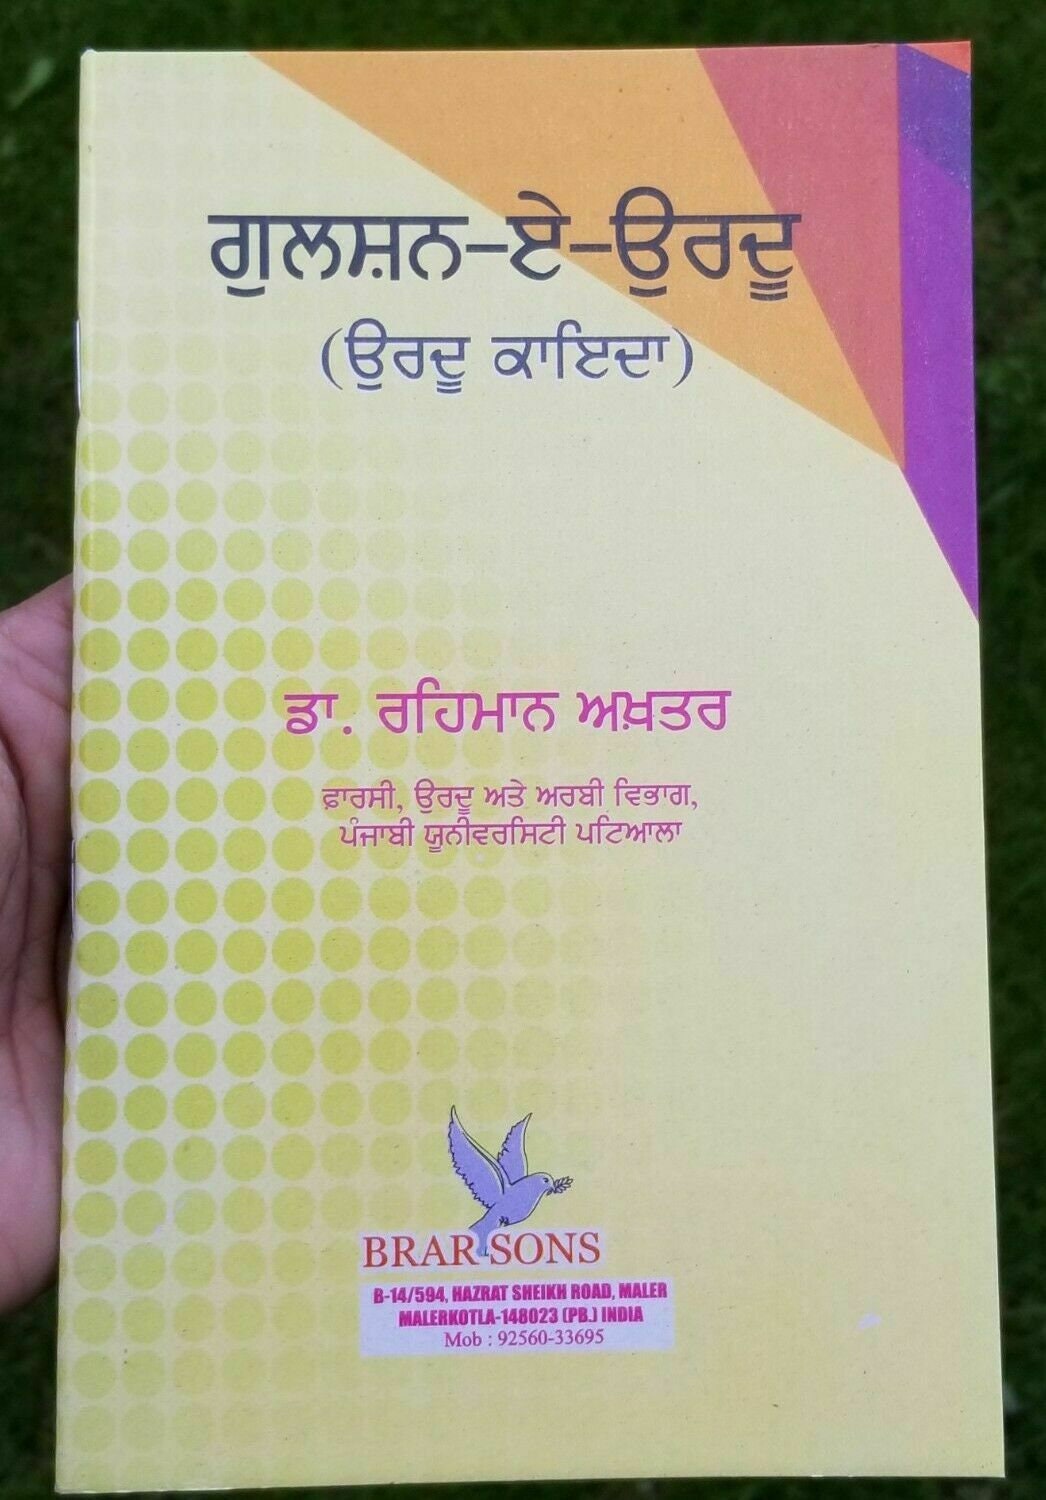 ਗੁਲਸ਼ਨ-ਏ-ਉਰਦੂ
(ਉਰਦੂ ਕਾਇਦਾ)
ਡਾ. ਰਹਿਮਾਨ ਅਖ਼ਤਰ
ਫ਼ਾਰਸੀ, ਉਰਦੂ ਅਤੇ ਅਰਬੀ ਵਿਭਾਗ,
ਪੰਜਾਬੀ ਯੂਨੀਵਰਸਿਟੀ ਪਟਿਆਲਾ
BRAR SONS
B-14/594, HAZRAT SHEIKH ROAD, MALER
MALERKOTLA-148023 (PB.) INDIA
Mob : 92560-33695